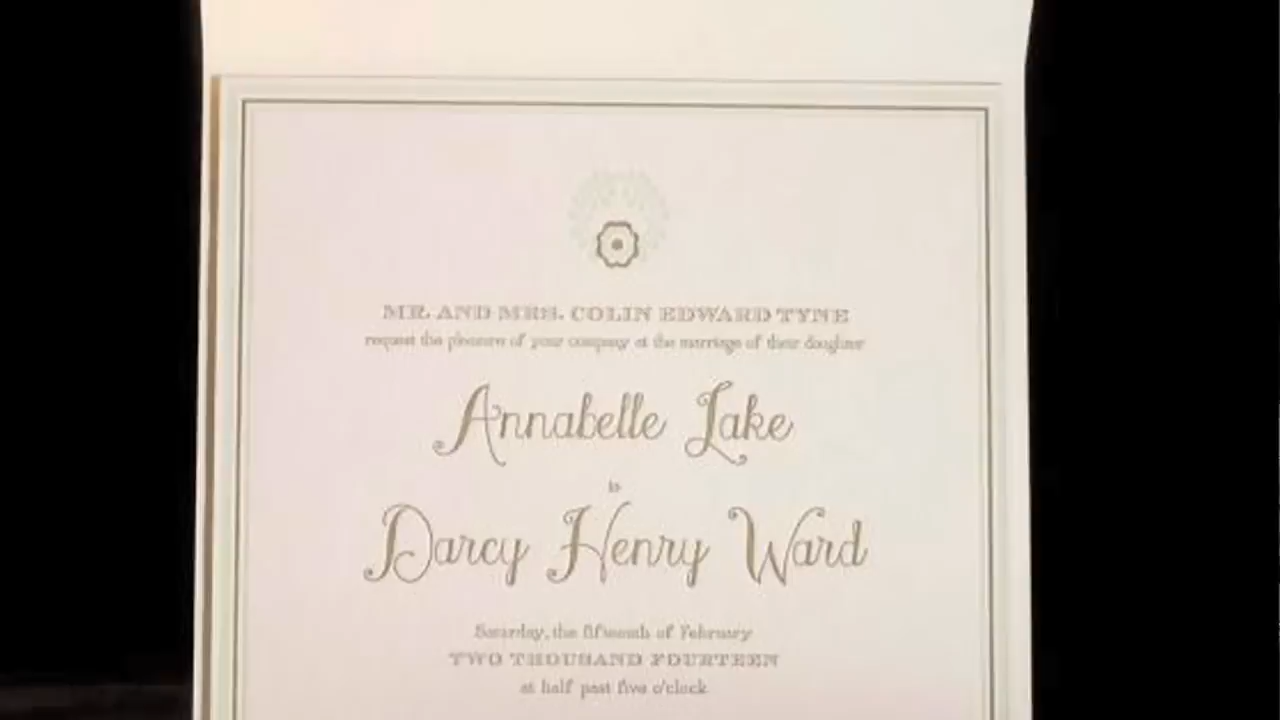 MR. AND MRS. COLIN EDWARD TYNE
request the pleasure of your company at the marriage of their daughter
Annabelle Lake
to
Darcy Henry Ward
Saturday, the fifteenth of February
TWO THOUSAND FOURTEEN
at half past five o'clock